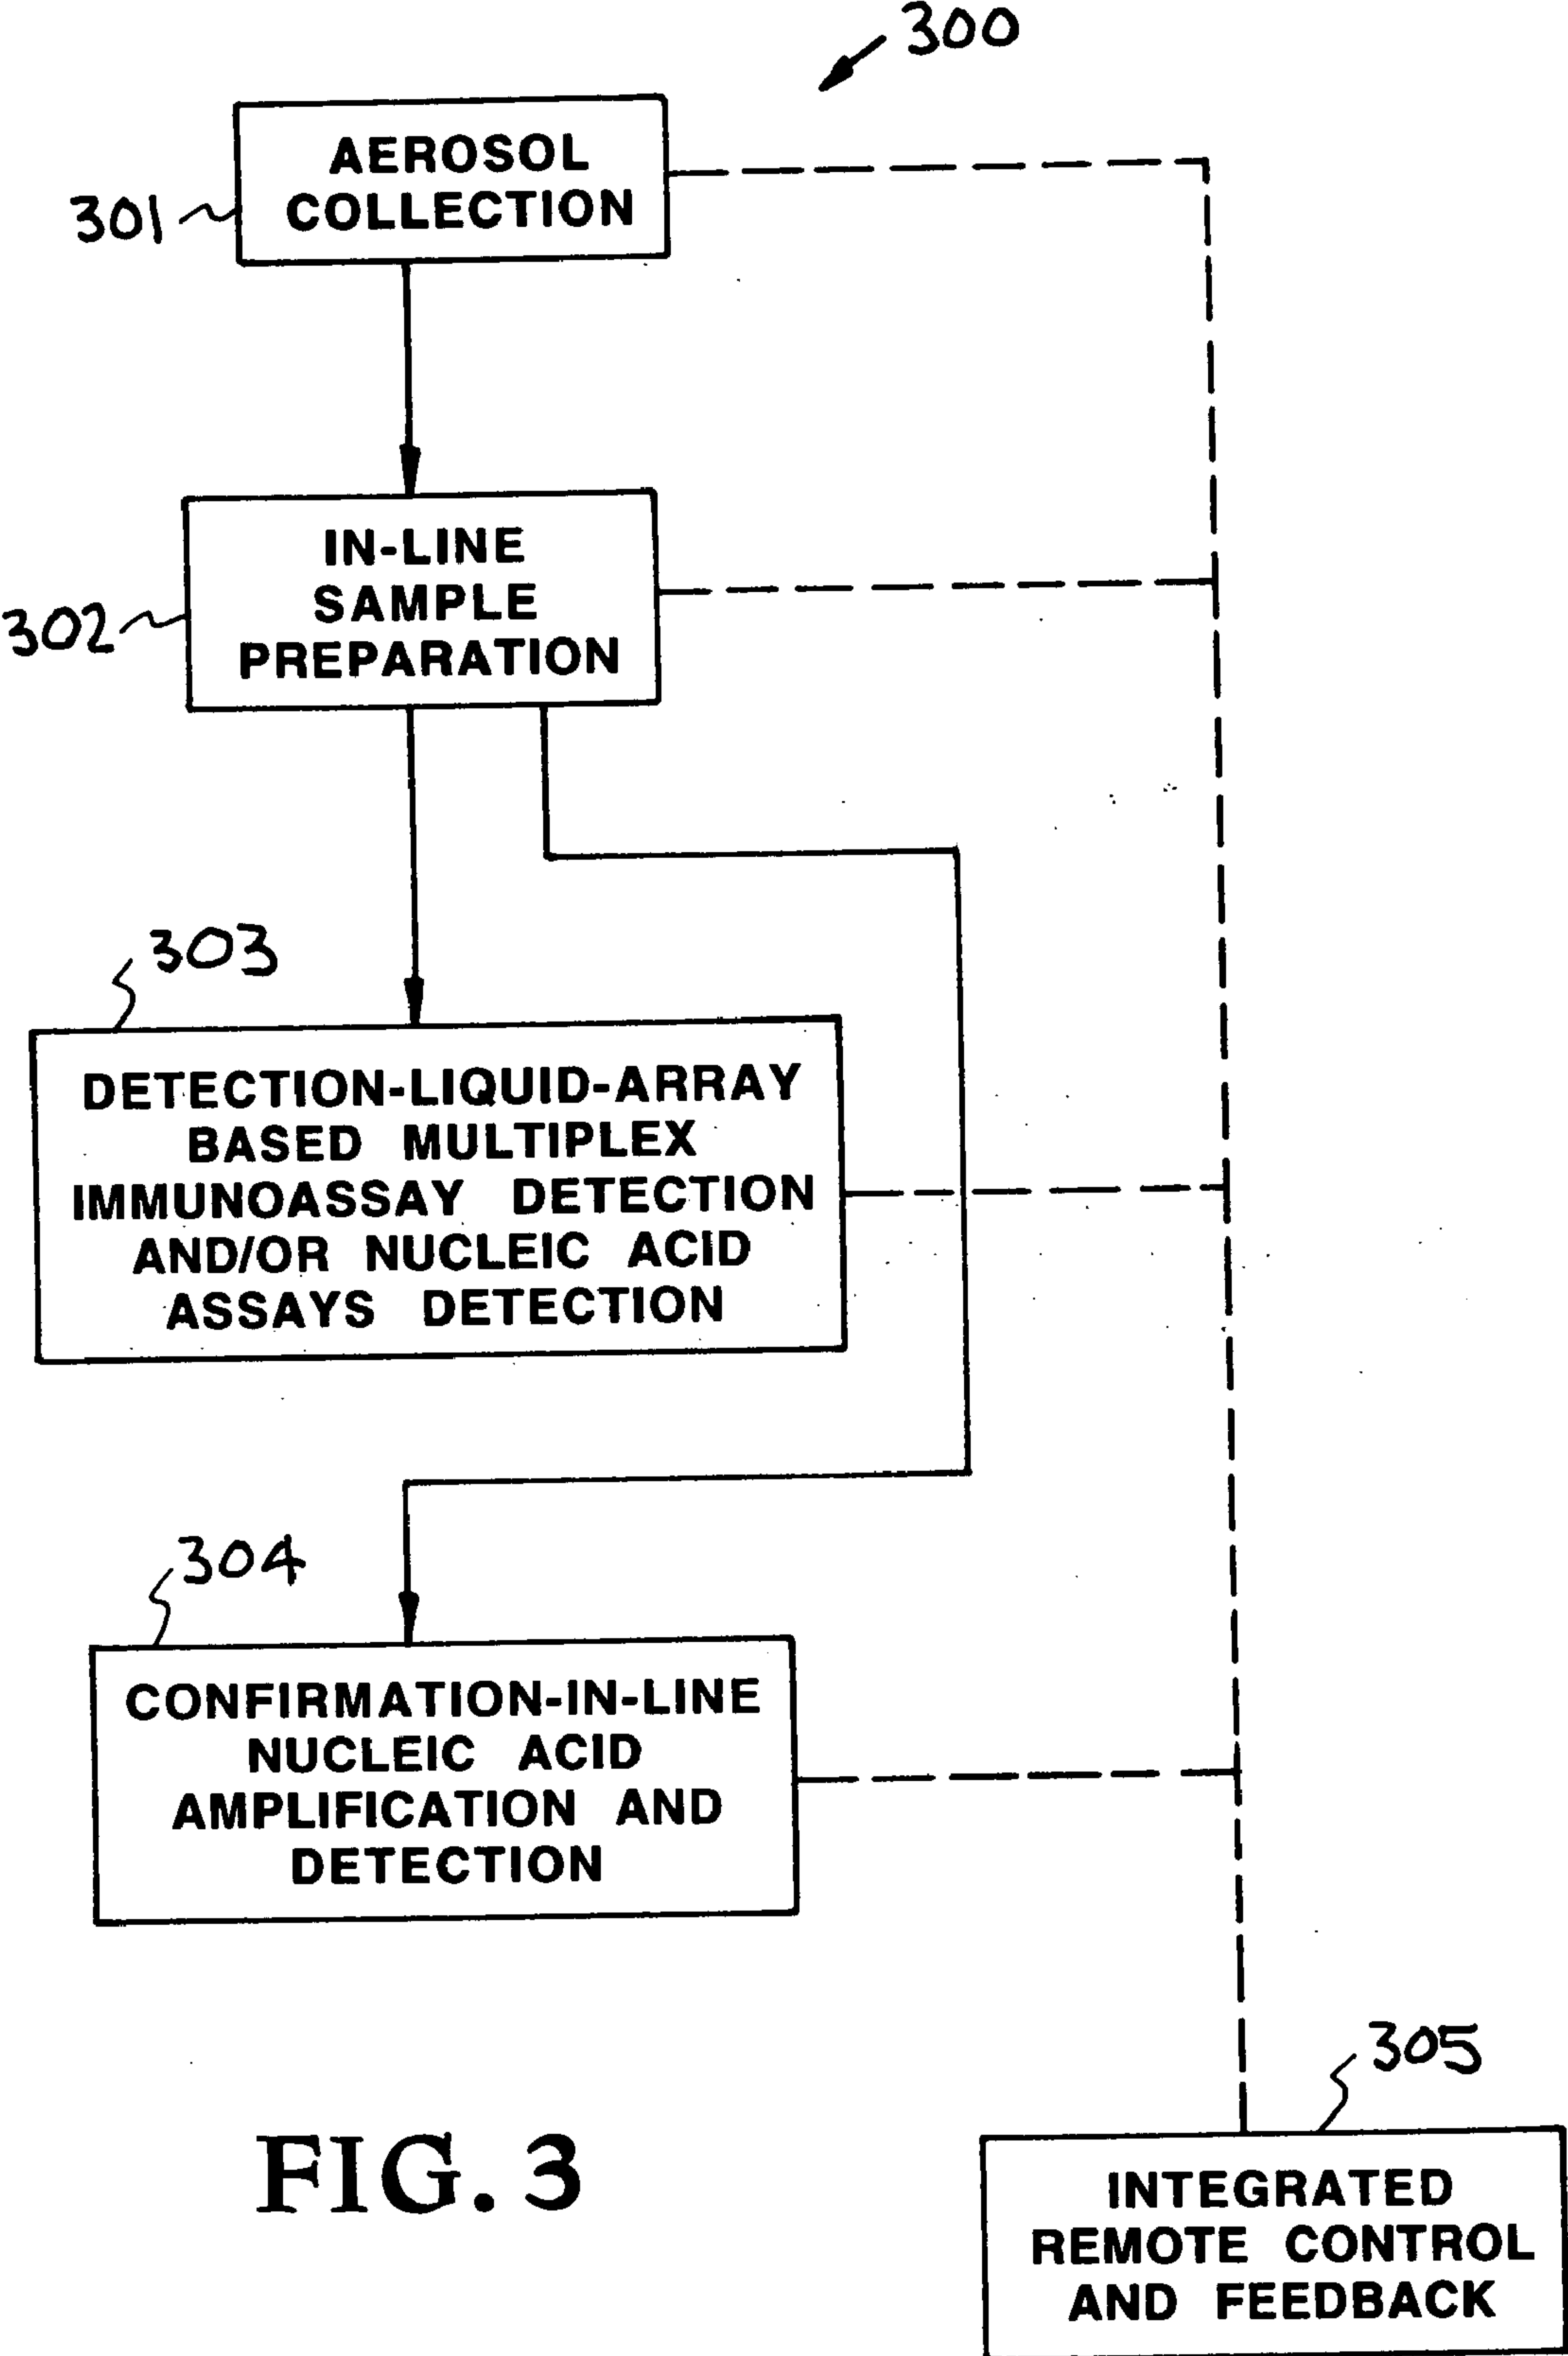 300
AEROSOL
COLLECTION
301
IN-LINE
SAMPLE
PREPARATION
302
303
DETECTION-LIQUID-ARRAY
BASED MULTIPLEX
IMMUNOASSAY DETECTION
AND/OR NUCLEIC ACID
ASSAYS DETECTION
304
CONFIRMATION-IN-LINE
NUCLEIC ACID
AMPLIFICATION AND
DETECTION
305
INTEGRATED
REMOTE CONTROL
AND FEEDBACK
FIG. 3